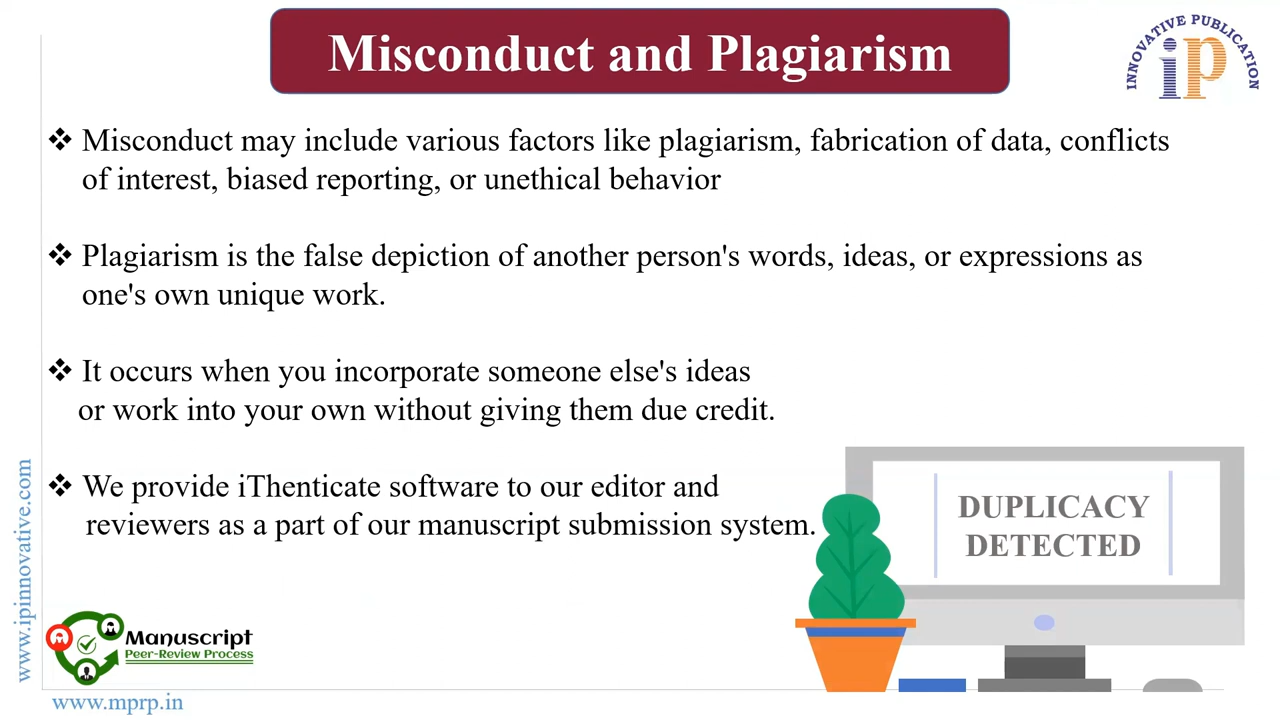 Misconduct and Plagiarism
INNOVATIVE PUBLICATION
iP
❖ Misconduct may include various factors like plagiarism, fabrication of data, conflicts
of interest, biased reporting, or unethical behavior
❖ Plagiarism is the false depiction of another person's words, ideas, or expressions as
one's own unique work.
❖ It occurs when you incorporate someone else's ideas
or work into your own without giving them due credit.
❖ We provide iThenticate software to our editor and
reviewers as a part of our manuscript submission system.
DUPLICACY
DETECTED
www.ipinnovative.com
Manuscript
Peer-Review Process
www.mprp.in